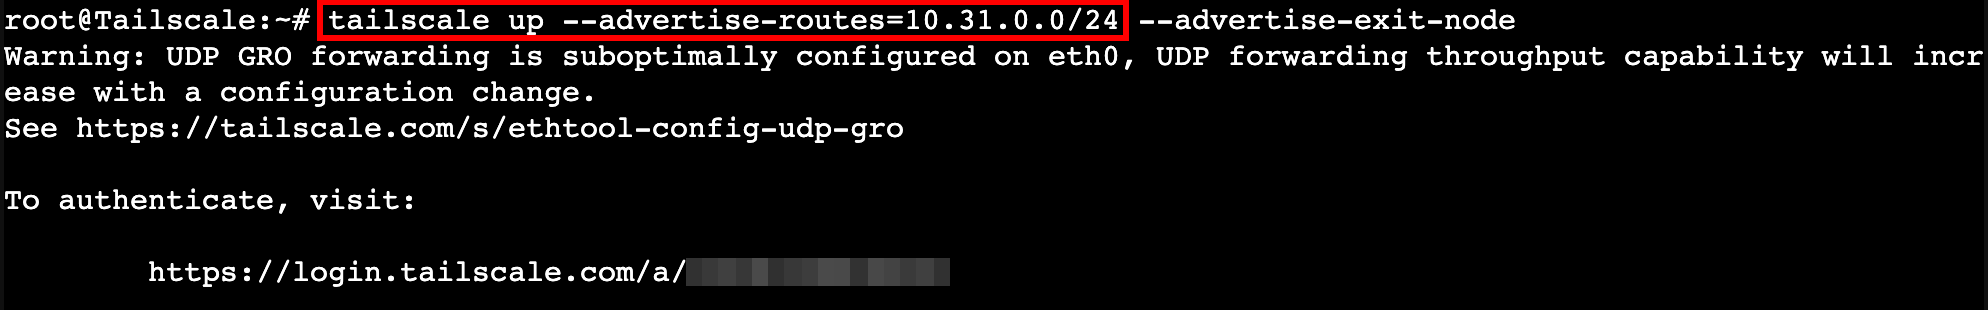 root@Tailscale:~# tailscale up --advertise-routes=10.31.0.0/24 --advertise-exit-node
Warning: UDP GRO forwarding is suboptimally configured on eth0, UDP forwarding throughput capability will incr
ease with a configuration change.
See https://tailscale.com/s/ethtool-config-udp-gro
To authenticate, visit:
https://login.tailscale.com/a/